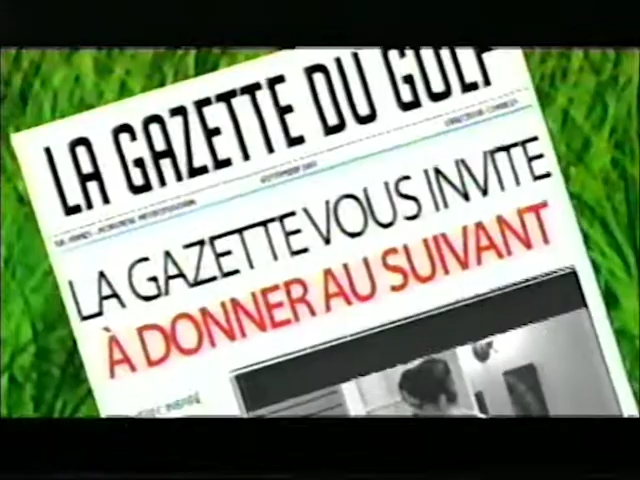 LA GAZETTE DU GOLF
LA GAZETTE VOUS INVITE
À DONNER AU SUIVANT